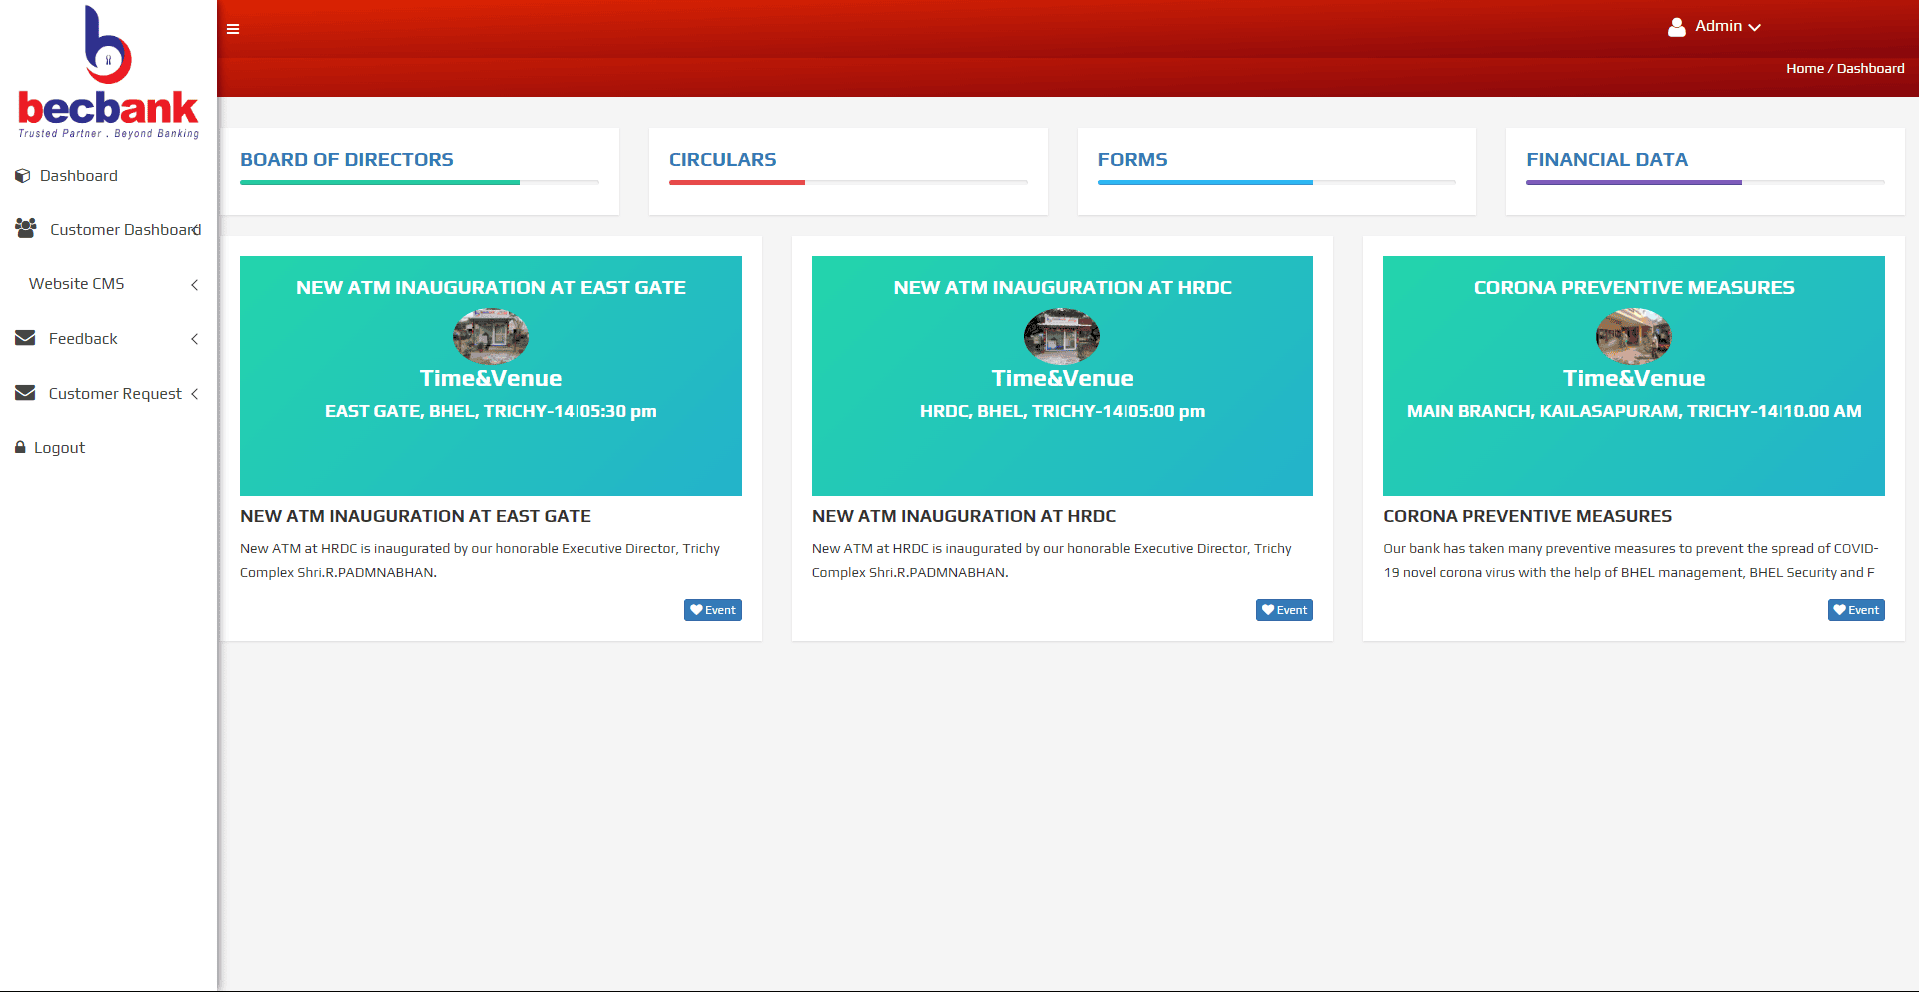 becbank
Trusted Partner . Beyond Banking
Dashboard
Customer Dashboard
Website CMS
Feedback
Customer Request
Logout
Admin
Home / Dashboard
BOARD OF DIRECTORS
CIRCULARS
FORMS
FINANCIAL DATA
NEW ATM INAUGURATION AT EAST GATE
Time&Venue
EAST GATE, BHEL, TRICHY-14|05:30 pm
NEW ATM INAUGURATION AT EAST GATE
New ATM at HRDC is inaugurated by our honorable Executive Director, Trichy
Complex Shri.R.PADMNABHAN.
Event
NEW ATM INAUGURATION AT HRDC
Time&Venue
HRDC, BHEL, TRICHY-14|05:00 pm
NEW ATM INAUGURATION AT HRDC
New ATM at HRDC is inaugurated by our honorable Executive Director, Trichy
Complex Shri.R.PADMNABHAN.
Event
CORONA PREVENTIVE MEASURES
Time&Venue
MAIN BRANCH, KAILASAPURAM, TRICHY-14|10.00 AM
CORONA PREVENTIVE MEASURES
Our bank has taken many preventive measures to prevent the spread of COVID-
19 novel corona virus with the help of BHEL management, BHEL Security and F
Event